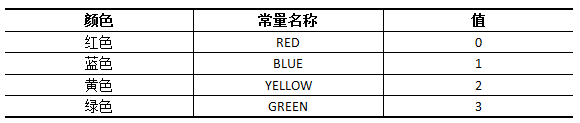 颜色 常量名称 值
红色 RED 0
蓝色 BLUE 1
黄色 YELLOW 2
绿色 GREEN 3